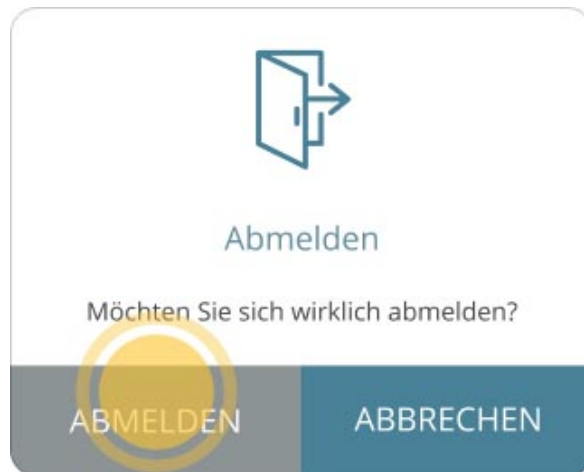 Abmelden
Möchten Sie sich wirklich abmelden?
ABMELDEN ABBRECHEN